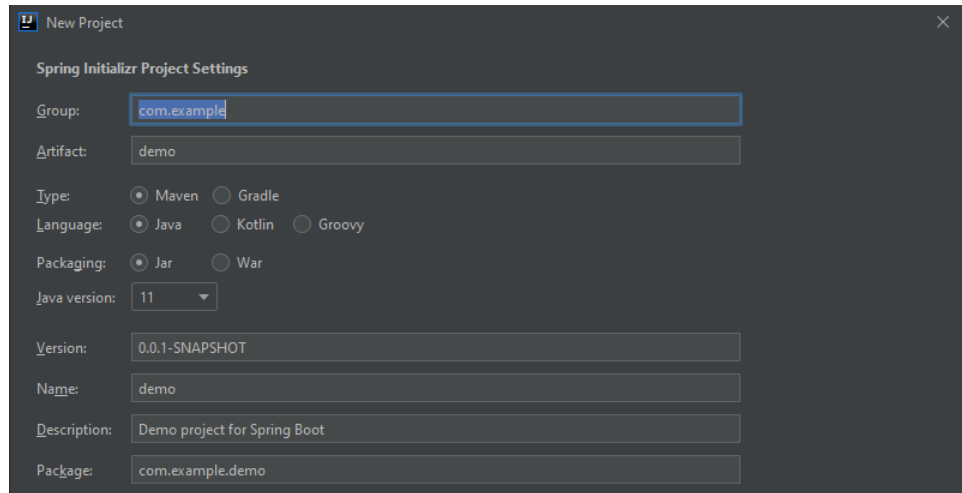 IJ New Project
Spring Initializr Project Settings
Group: com.example
Artifact: demo
Type: Maven Gradle
Language: Java Kotlin Groovy
Packaging: Jar War
Java version: 11
Version: 0.0.1-SNAPSHOT
Name: demo
Description: Demo project for Spring Boot
Package: com.example.demo